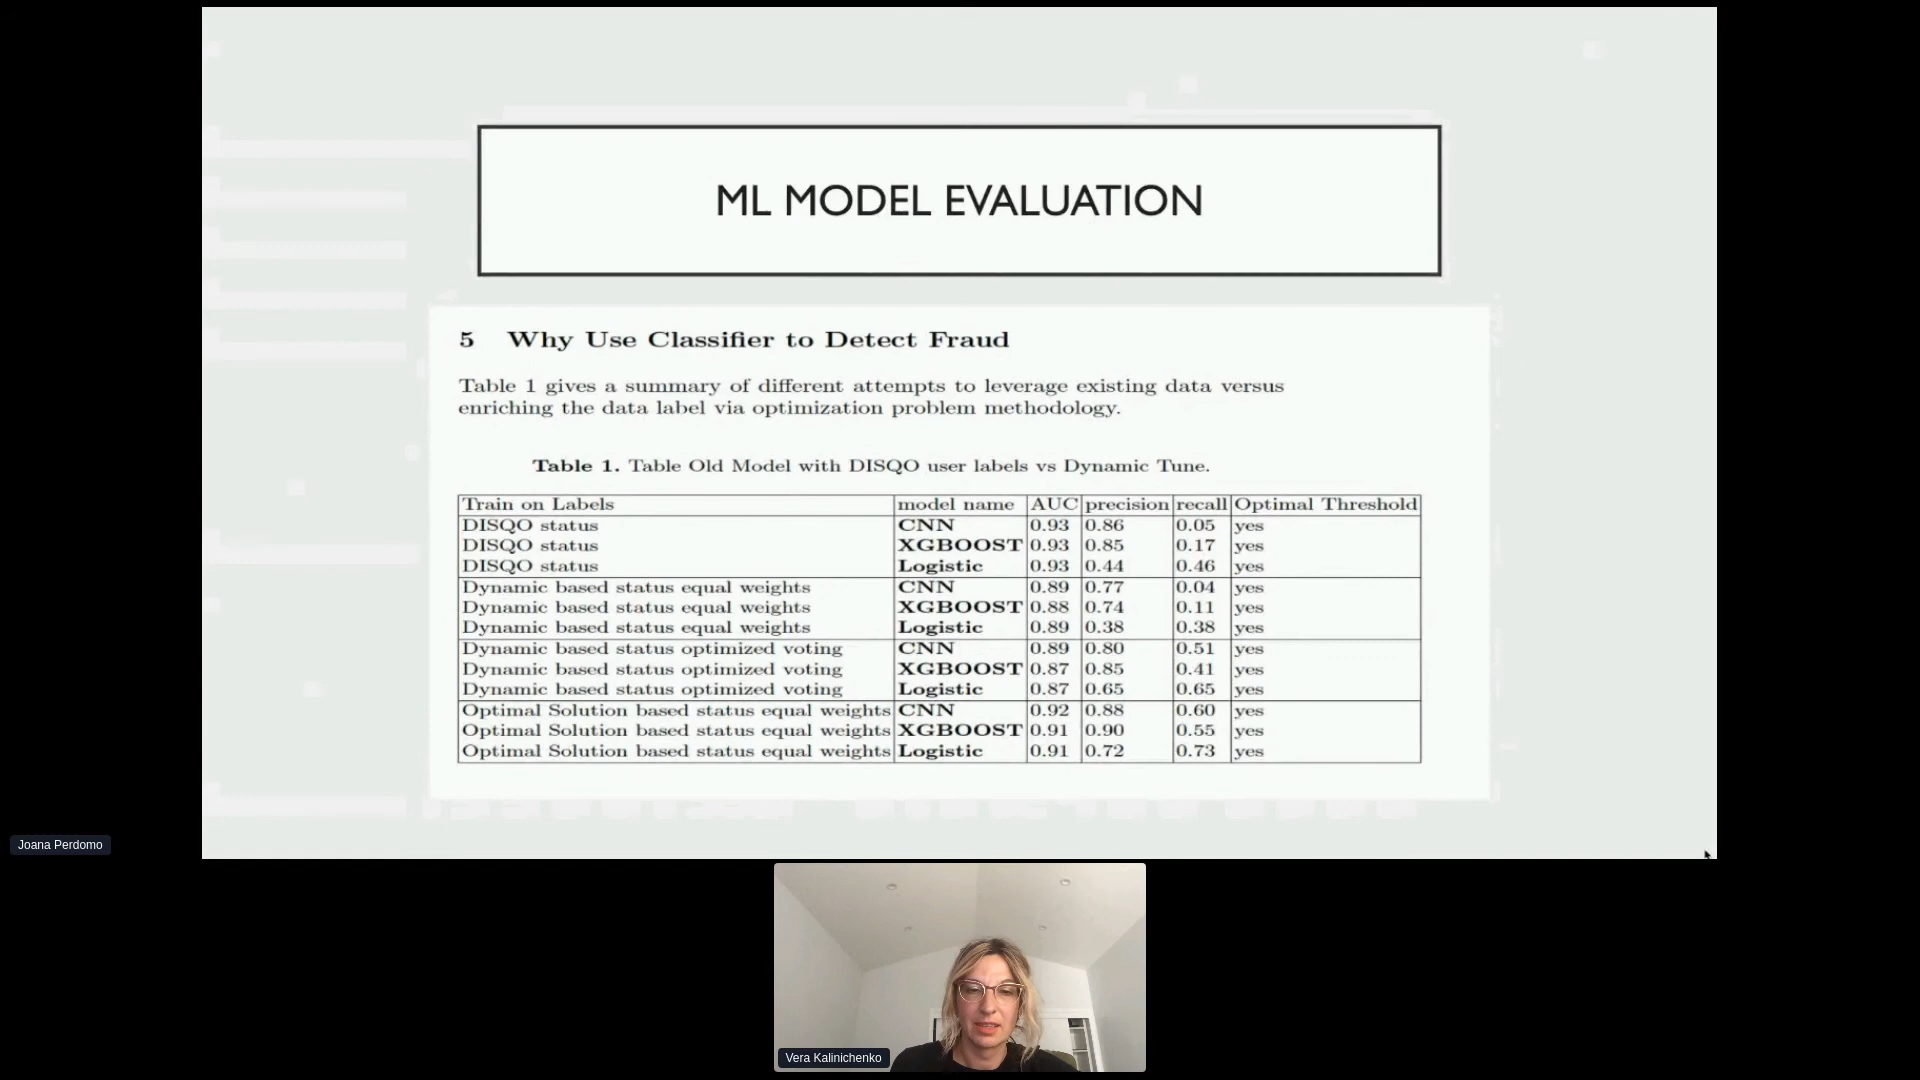 ML MODEL EVALUATION
5 Why Use Classifier to Detect Fraud
Table 1 gives a summary of different attempts to leverage existing data versus
enriching the data label via optimization problem methodology.
Table 1. Table Old Model with DISQO user labels vs Dynamic Tune.
Train on Labels model name AUC precision recall Optimal Threshold
DISQO status CNN 0.93 0.86 0.05 yes
DISQO status XGBOOST 0.93 0.85 0.17 yes
DISQO status Logistic 0.93 0.44 0.46 yes
Dynamic based status equal weights CNN 0.89 0.77 0.04 yes
Dynamic based status equal weights XGBOOST 0.88 0.74 0.11 yes
Dynamic based status equal weights Logistic 0.89 0.38 0.38 yes
Dynamic based status optimized voting CNN 0.89 0.80 0.51 yes
Dynamic based status optimized voting XGBOOST 0.87 0.85 0.41 yes
Dynamic based status optimized voting Logistic 0.87 0.65 0.65 yes
Optimal Solution based status equal weights CNN 0.92 0.88 0.60 yes
Optimal Solution based status equal weights XGBOOST 0.91 0.90 0.55 yes
Optimal Solution based status equal weights Logistic 0.91 0.72 0.73 yes
Joana Perdomo
Vera Kalinichenko